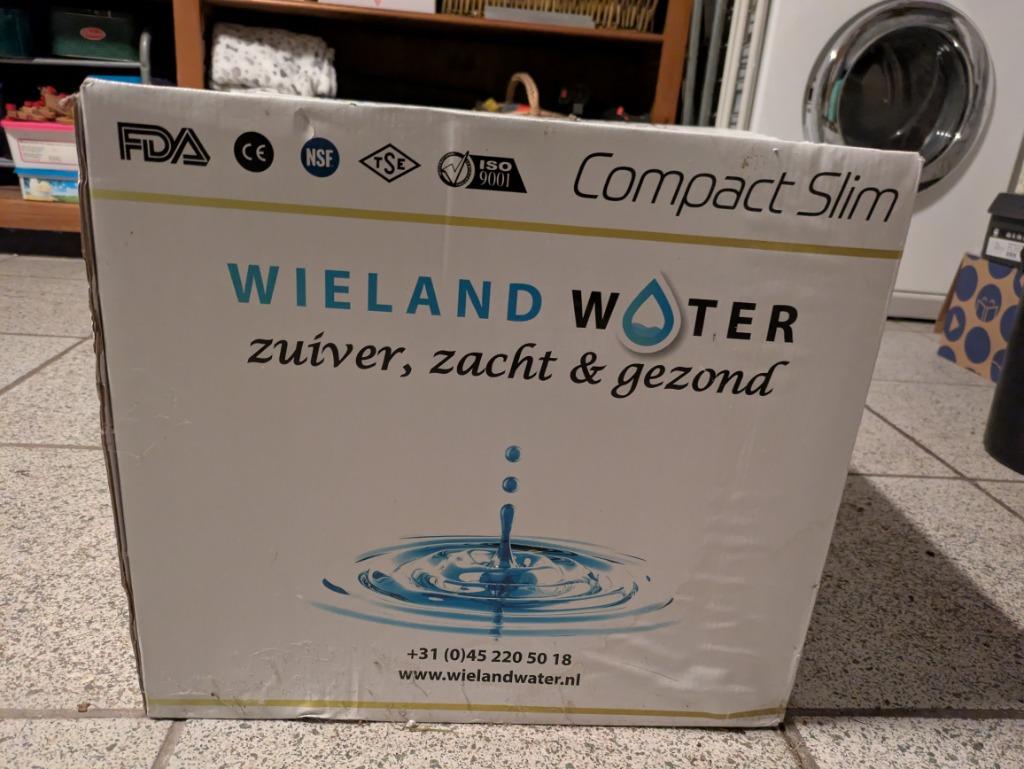 FDA CE NSF TSE ISO 9001 Compact Slim
WIELAND WATER
zuiver, zacht & gezond
+31 (0)45 220 50 18
www.wielandwater.nl